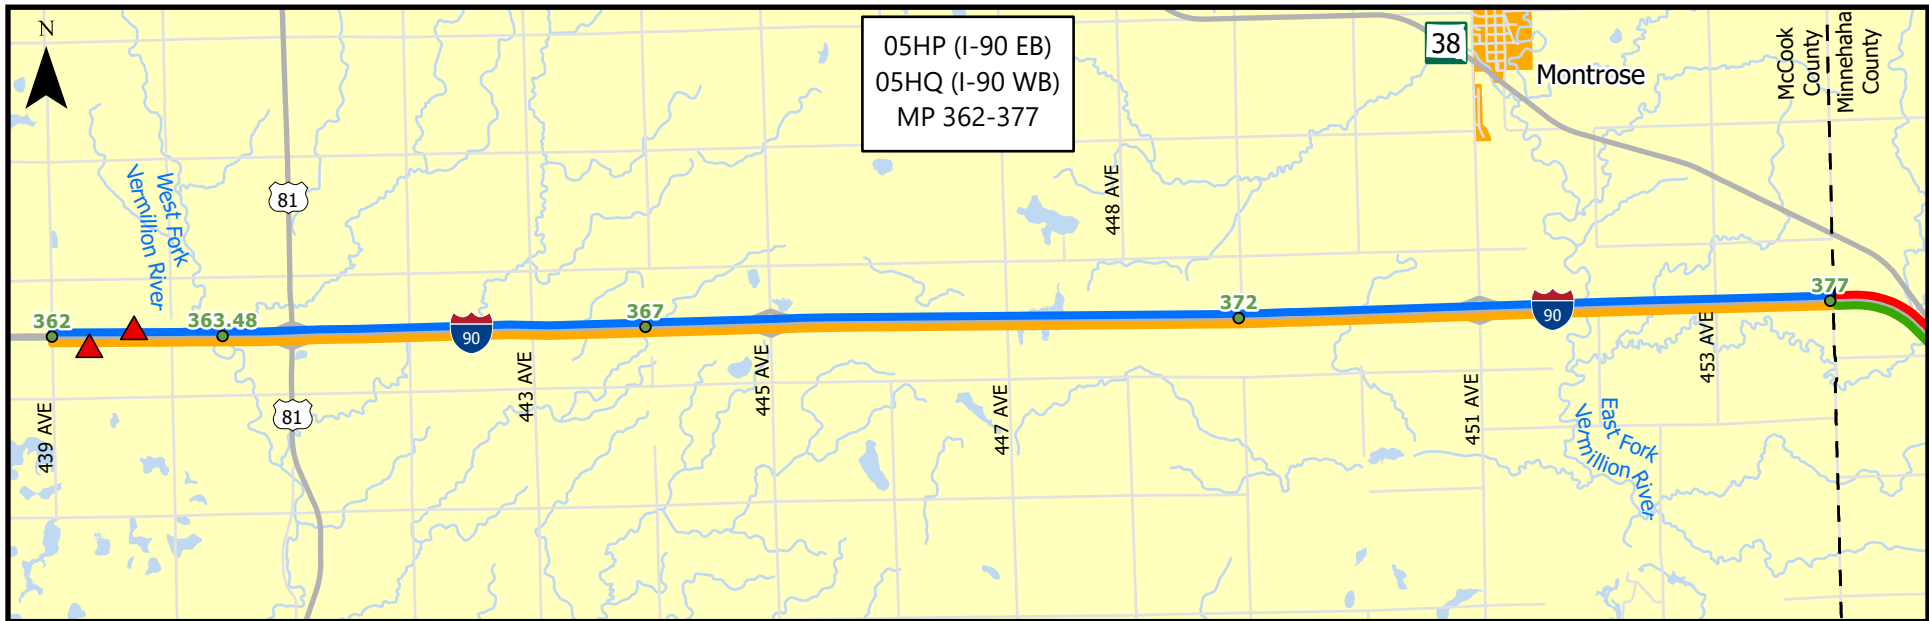 N
05HP (I-90 EB)
05HQ (I-90 WB)
MP 362-377
38
Montrose
McCook
County
Minnehaha
County
West Fork
Vermillion River
81
448 AVE
362
363.48
90
367
372
90
377
439 AVE
81
443 AVE
445 AVE
447 AVE
451 AVE
453 AVE
East Fork
Vermillion River